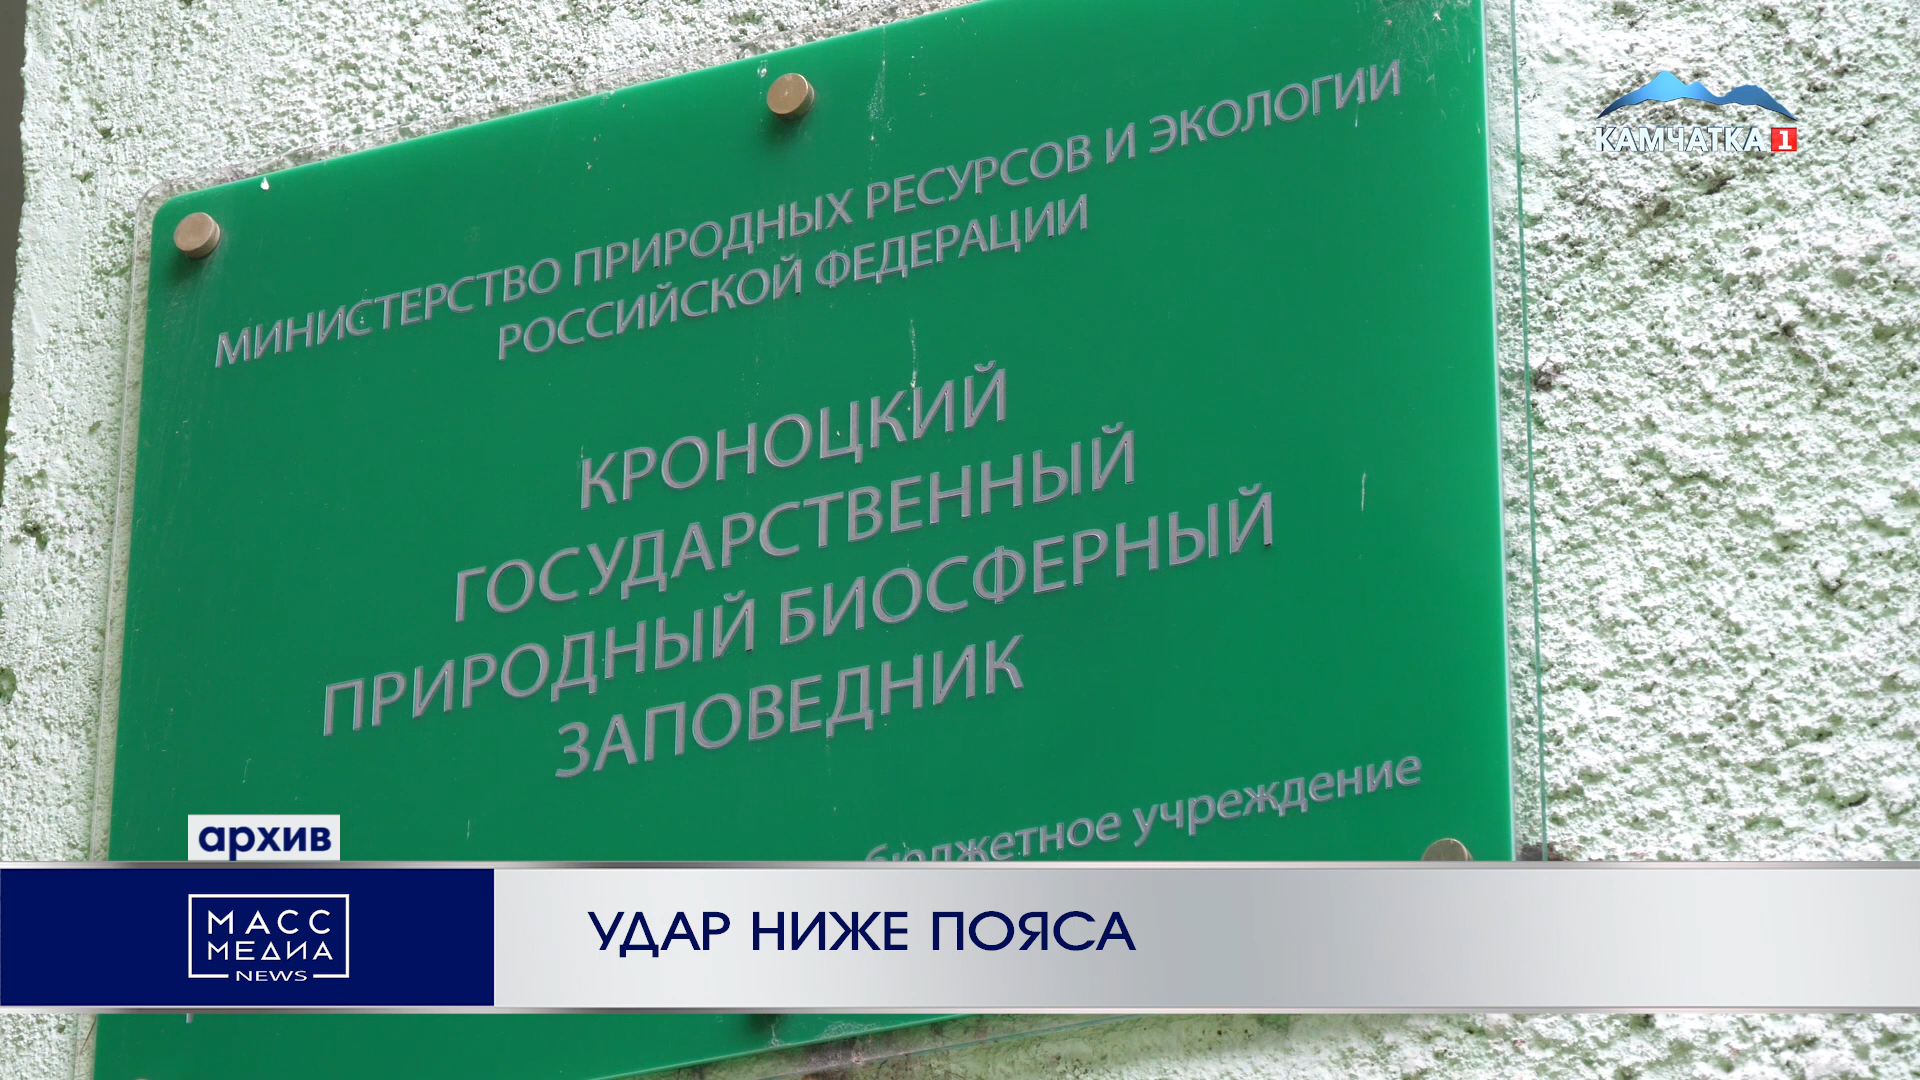 КАМЧАТКА 1
МИНИСТЕРСТВО ПРИРОДНЫХ РЕСУРСОВ И ЭКОЛОГИИ
РОССИЙСКОЙ ФЕДЕРАЦИИ
КРОНОЦКИЙ
ГОСУДАРСТВЕННЫЙ
ПРИРОДНЫЙ БИОСФЕРНЫЙ
ЗАПОВЕДНИК
бюджетное учреждение
архив
МАСС
МЕДИА
NEWS
УДАР НИЖЕ ПОЯСА